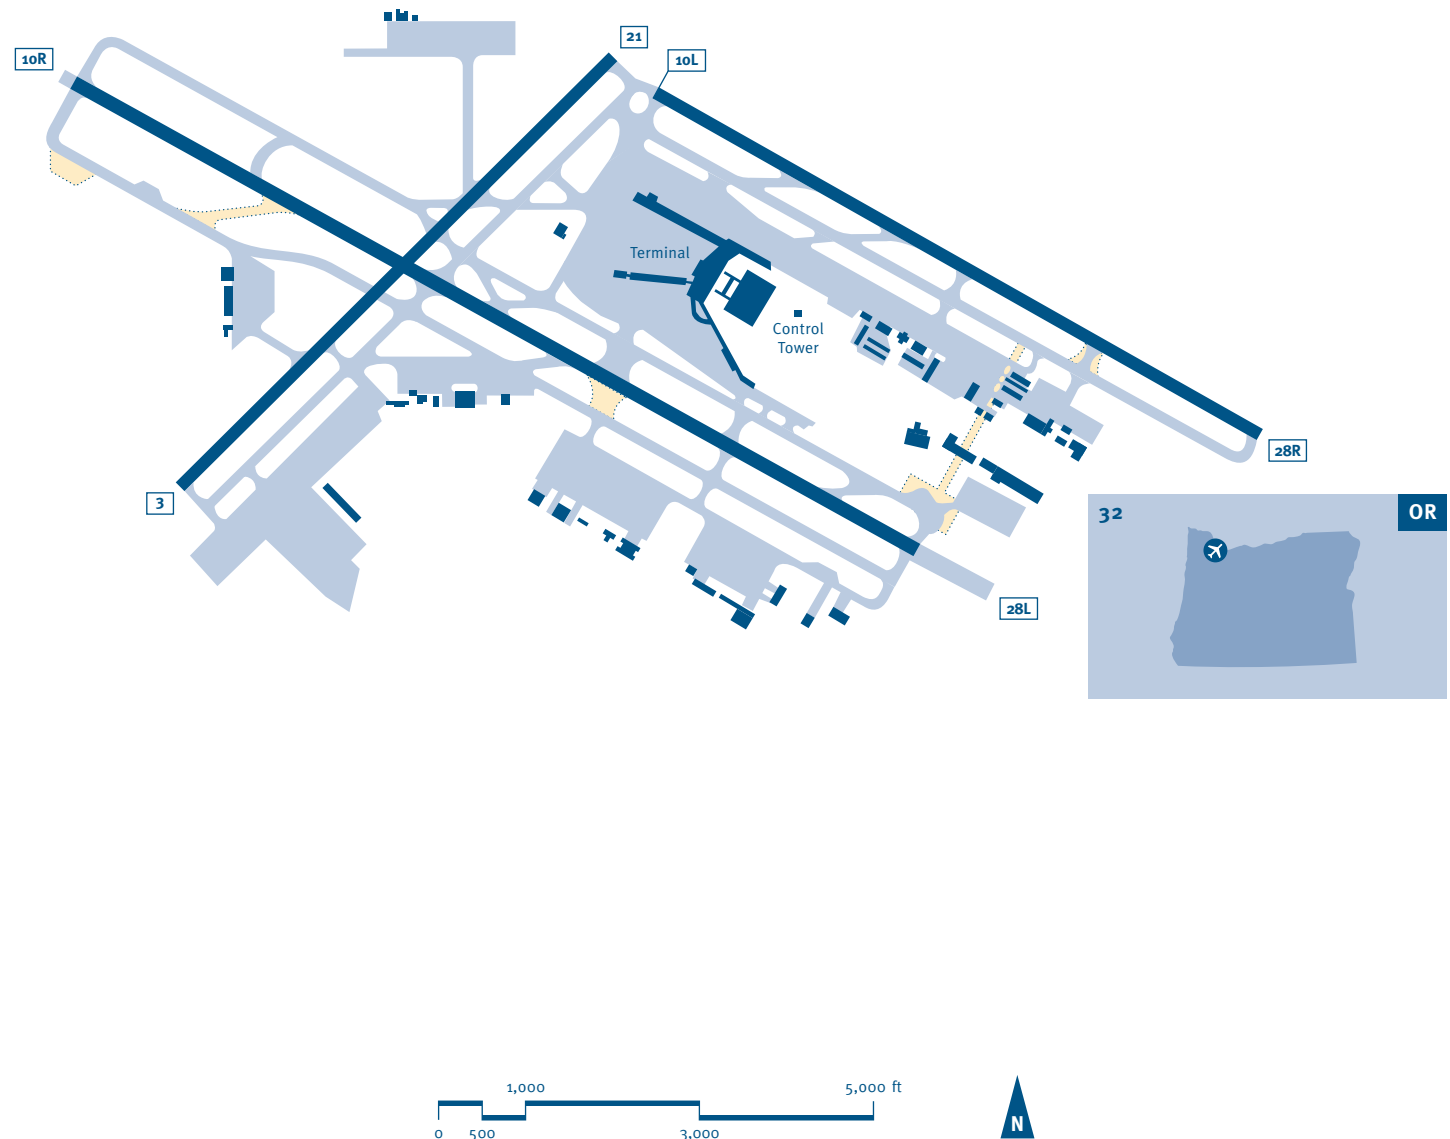 21
10R
10L
Terminal
Control
Tower
28R
3
32
OR
28L
1,000
5,000 ft
0
500
3,000
N